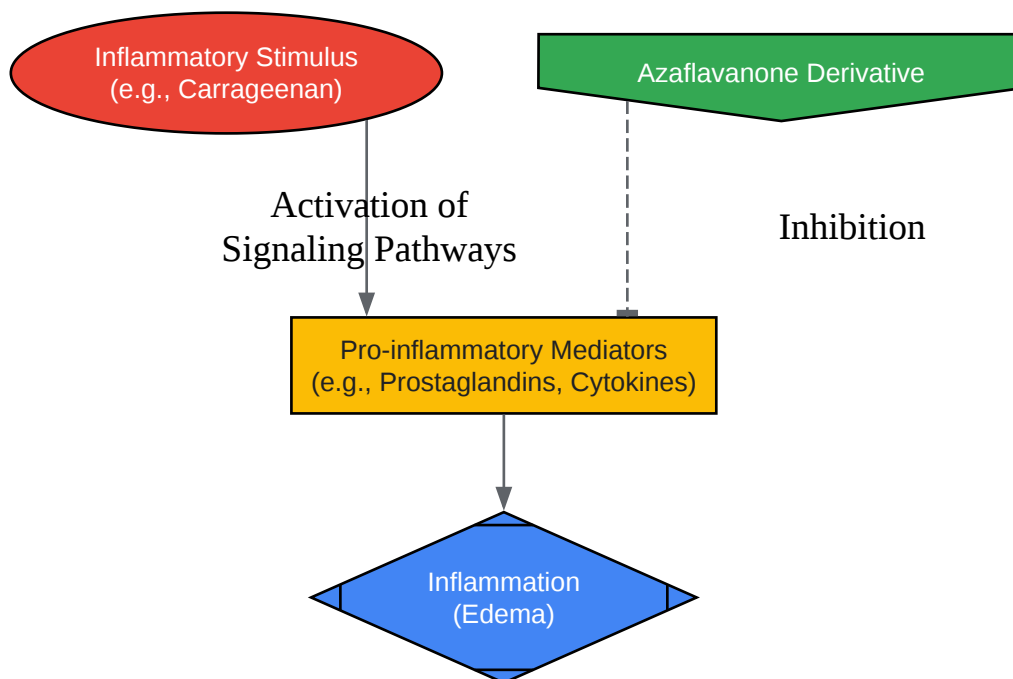 Inflammatory Stimulus
(e.g., Carrageenan)
Azaflavanone Derivative
Activation of
Signaling Pathways
Inhibition
Pro-inflammatory Mediators
(e.g., Prostaglandins, Cytokines)
Inflammation
(Edema)